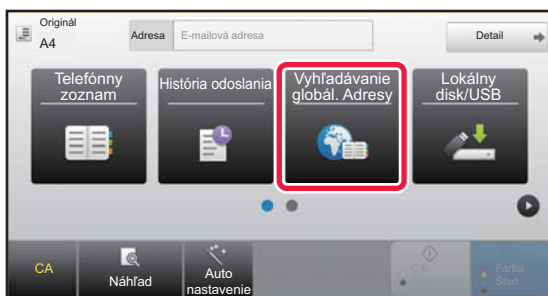 Originál
A4
Adresa
E-mailová adresa
Detail
Telefónny
zoznam
História odoslania
Vyhľadávanie
globál. Adresy
Lokálny
disk/USB
CA
Náhľad
Auto
nastavenie
Farba
Štart